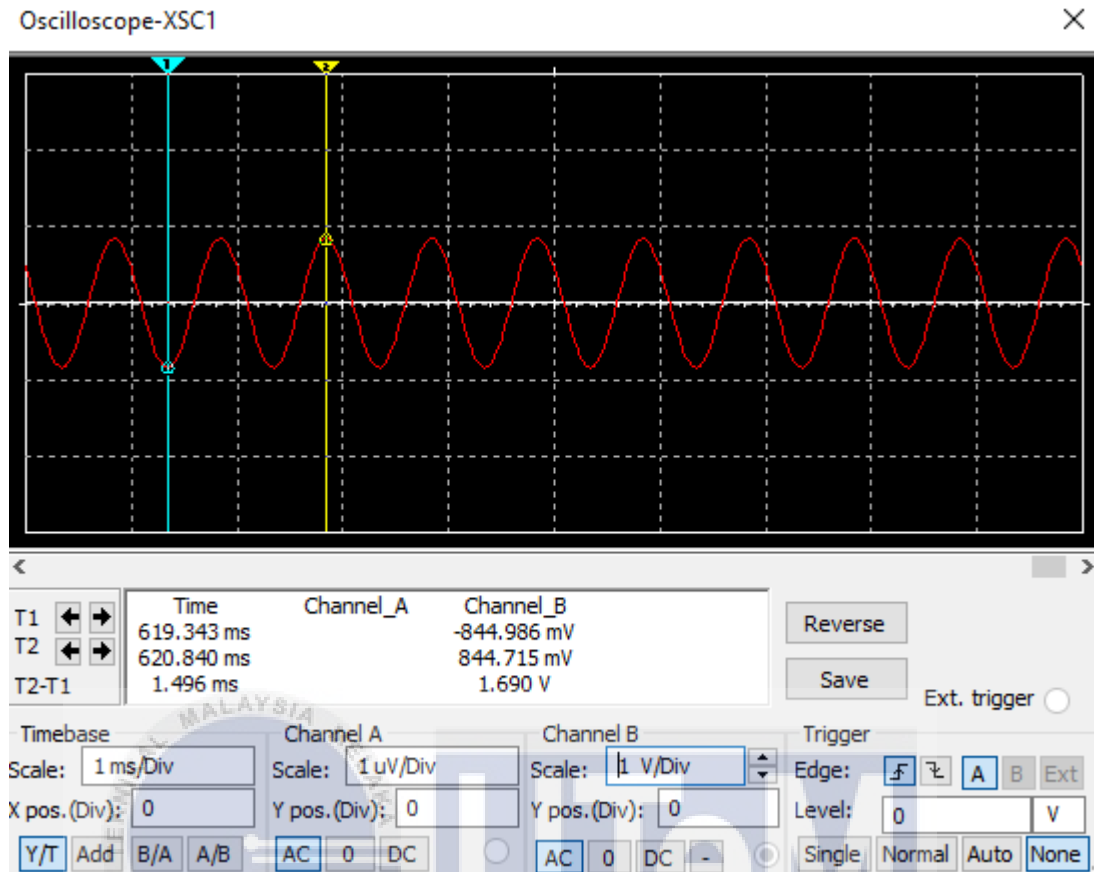 Oscilloscope-XSC1
1 2
Time Channel_A Channel_B
T1 619.343 ms -844.986 mV
T2 620.840 ms 844.715 mV
T2-T1 1.496 ms 1.690 V
Reverse
Save
Ext. trigger
MALAYSIA
Timebase Channel A Channel B Trigger
Scale: 1 ms/Div Scale: 1 uV/Div Scale: 1 V/Div Edge: A B Ext
X pos.(Div): 0 Y pos.(Div): 0 Y pos.(Div): 0 Level: 0 V
Y/T Add B/A A/B AC 0 DC AC 0 DC - Single Normal Auto None